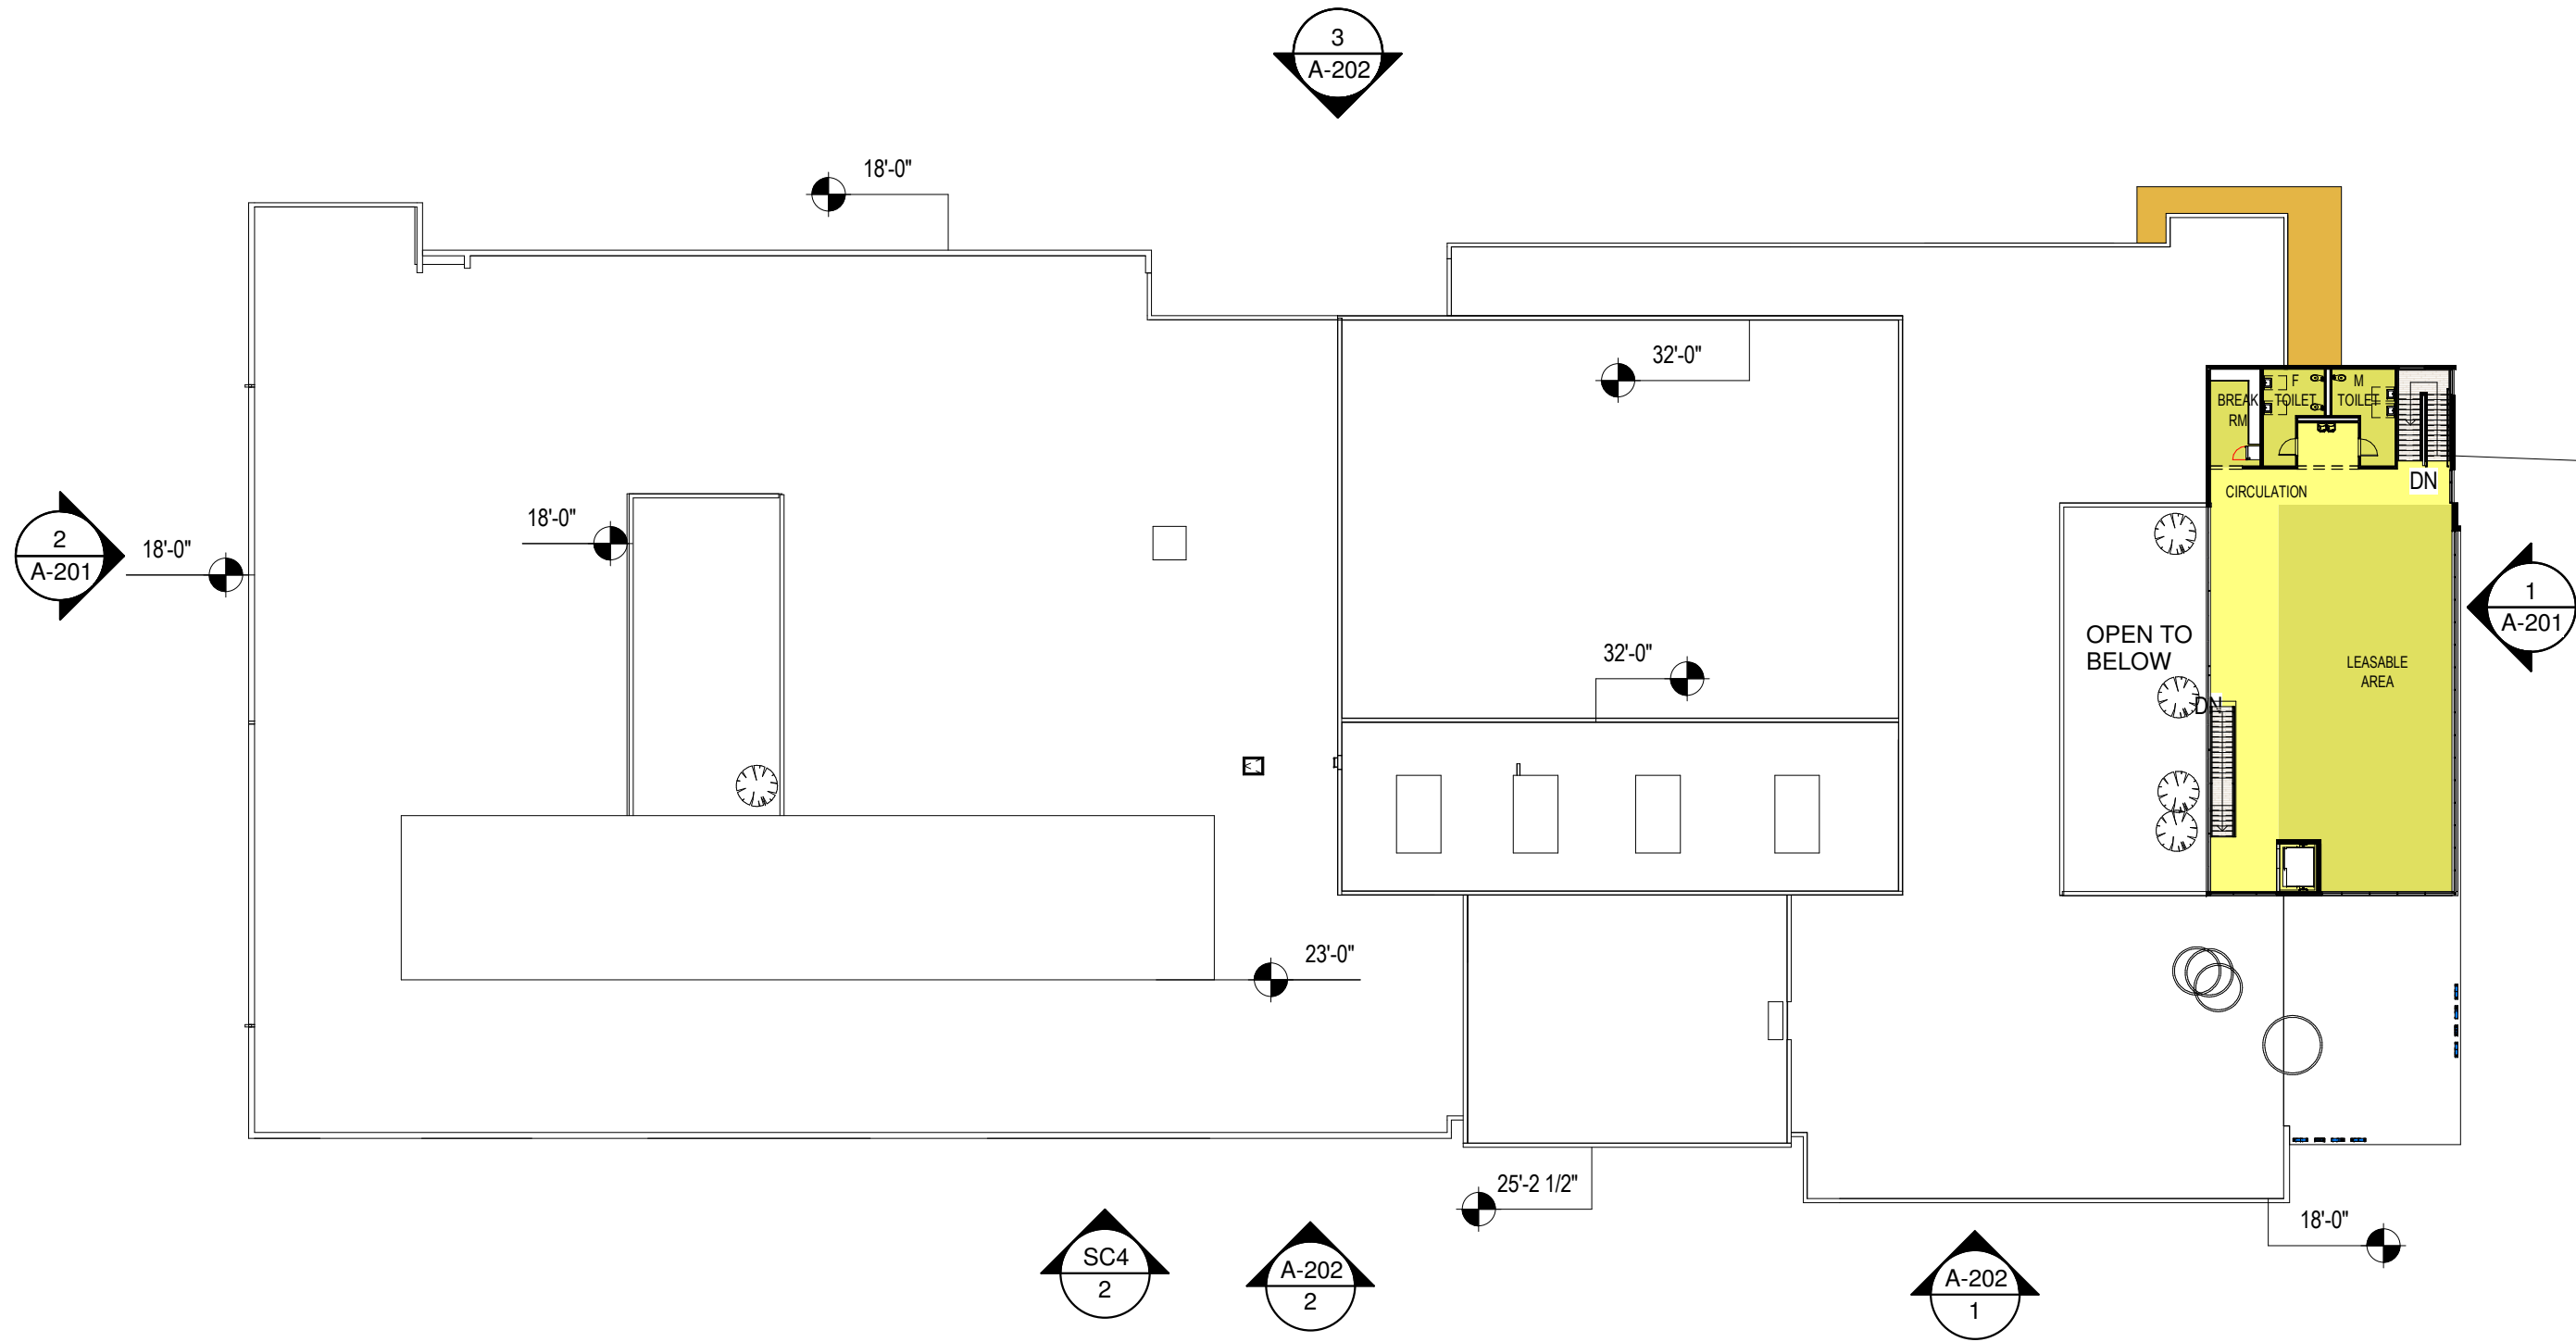 3
A-202
18'-0"
32'-0"
F
TOILET
M
TOILET
BREAK
RM
DN
CIRCULATION
18'-0"
2
A-201
18'-0"
1
A-201
OPEN TO
BELOW
32'-0"
LEASABLE
AREA
DN
23'-0"
25'-2 1/2"
18'-0"
SC4
2
A-202
2
A-202
1